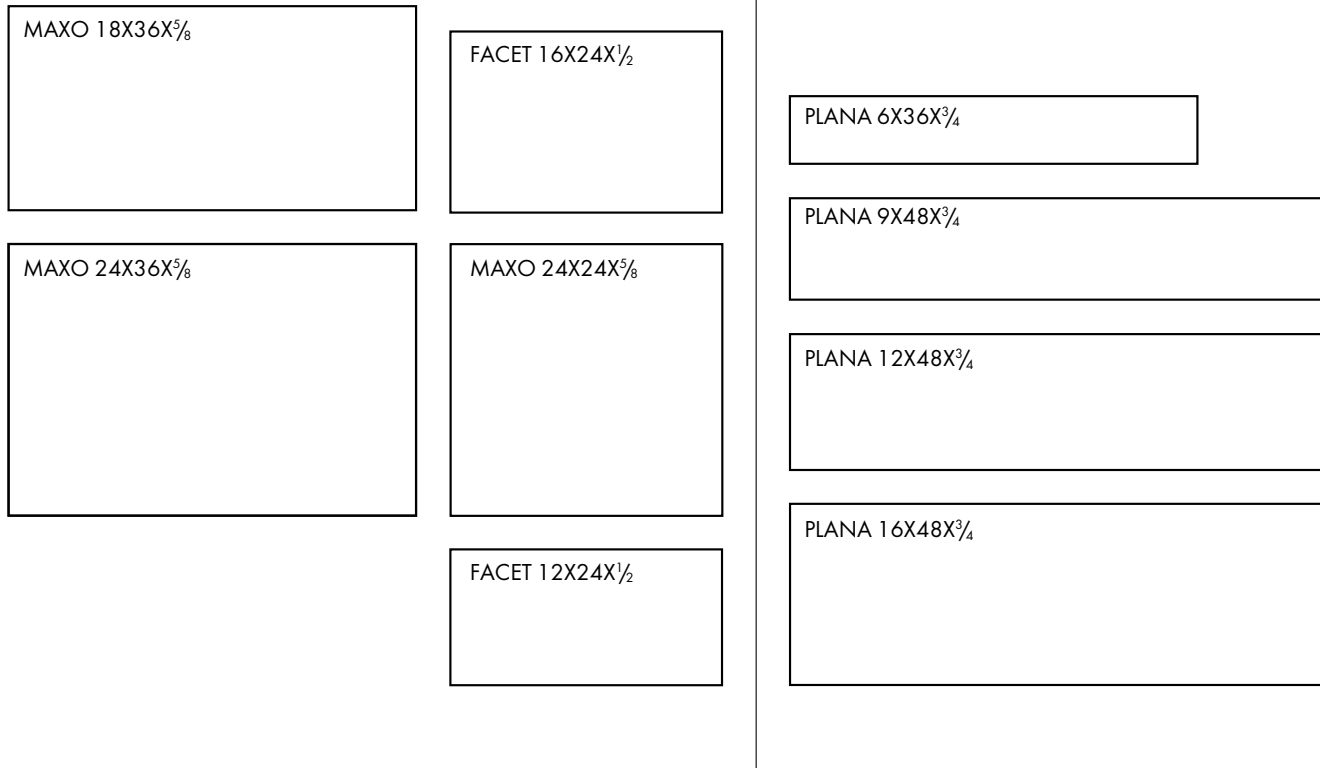 MAXO 18X36X⅝
FACET 16X24X½
MAXO 24X36X⅝
MAXO 24X24X⅝
FACET 12X24X½
PLANA 6X36X¾
PLANA 9X48X¾
PLANA 12X48X¾
PLANA 16X48X¾